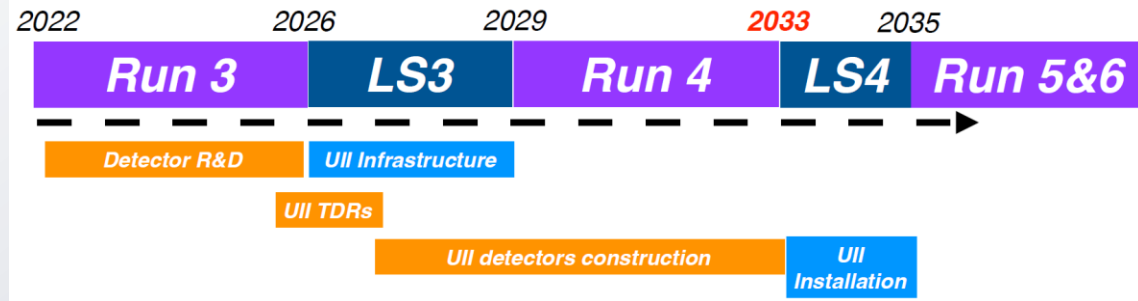 2022 2026 2029 2033 2035
Run 3 LS3 Run 4 LS4 Run 5&6
Detector R&D UII Infrastructure
UII TDRs
UII detectors construction UII
Installation